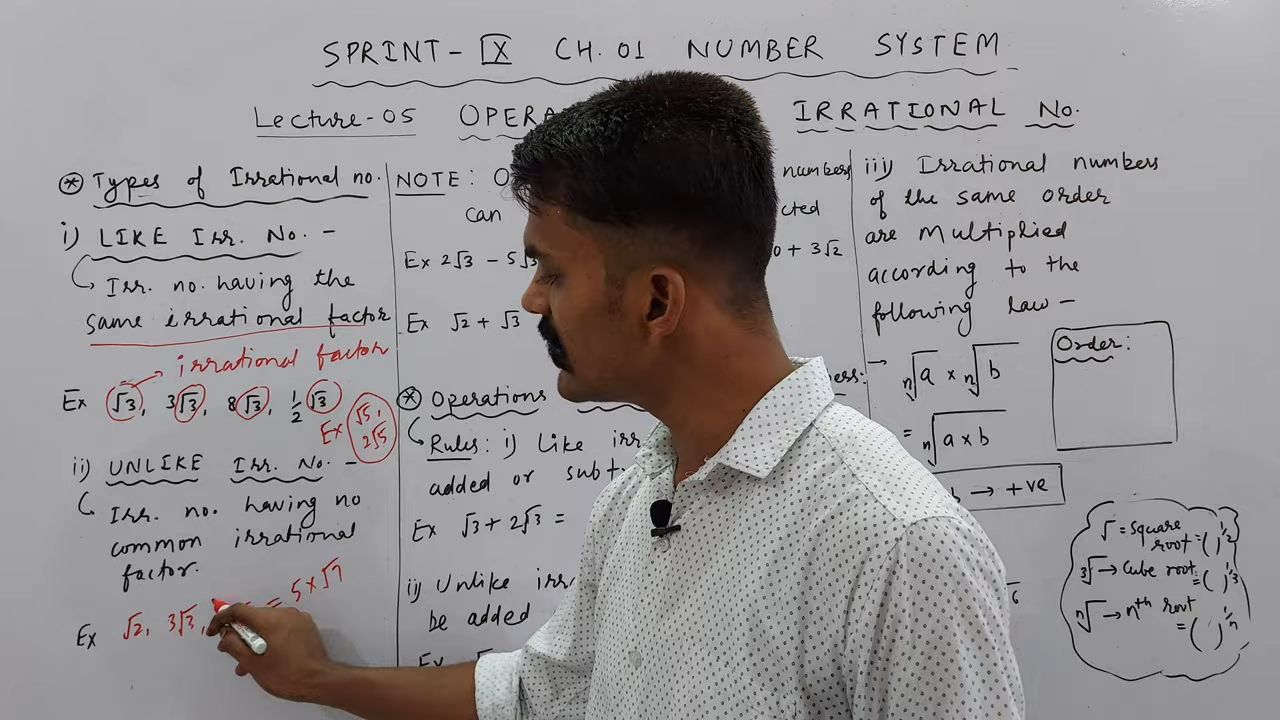 SPRINT- IX CH. 01 NUMBER SYSTEM
Lecture-05 OPERA IRRATIONAL No.
⊛ Types of Irrational no.
i) LIKE Irr. No. -
Irr. no. having the
same irrational factor
irrational factor
Ex √3, 3√3, 8√3, 1/2 √3
Ex √5, 2√5
ii) UNLIKE Irr. No. -
Irr. no. having no
common irrational
factor.
Ex √2, 3√3, = 5×√7
NOTE: numbers
can cted
Ex 2√3 - 5√3 + 3√2
Ex √2 + √3
⊛ Operations bers:
Rules: i) Like irr
added or subt
Ex √3 + 2√3 =
ii) Unlike irr
be added
Ex
iii) Irrational numbers
of the same order
are Multiplied
according to the
following law -
→ ⁿ√a × ⁿ√b
= ⁿ√a×b
b → +ve
6
Order:
√ = square root = ( )^1/2
³√ → Cube root = ( )^1/3
ⁿ√ → nth root = ( )^1/n